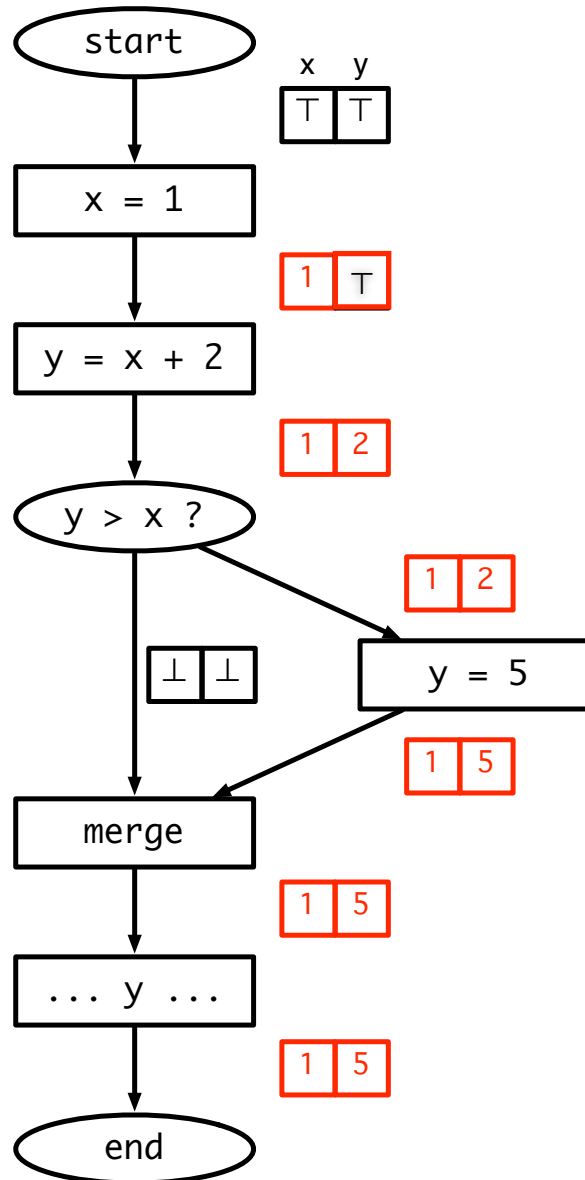 start
x y
⊤ ⊤
x = 1
1 ⊤
y = x + 2
1 2
y > x ?
1 2
⊥ ⊥
y = 5
1 5
merge
1 5
... y ...
1 5
end